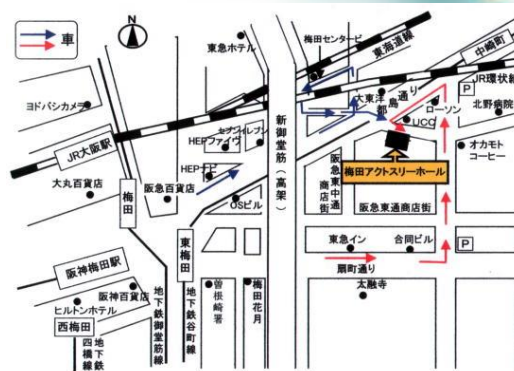 車
N
東急ホテル
梅田センタービル
東海道線
中崎町
JR環状線
ヨドバシカメラ
JR大阪駅
大丸百貨店
梅田
阪急百貨店
HEPファイヴ
セブンイレブン
HEPナビ
OSビル
新御堂筋(高架)
大東洋
都島通り
ローソン
UCC
P
北野病院
オカモト
コーヒー
梅田アクトスリーホール
阪急東中通
商店街
阪急東通商店街
東梅田
東急イン
合同ビル
P
扇町通り
太融寺
阪神梅田駅
阪神百貨店
ヒルトンホテル
西梅田
地下鉄
四橋線
地下鉄御堂筋線
地下鉄谷町線
曽根崎署
梅田花月